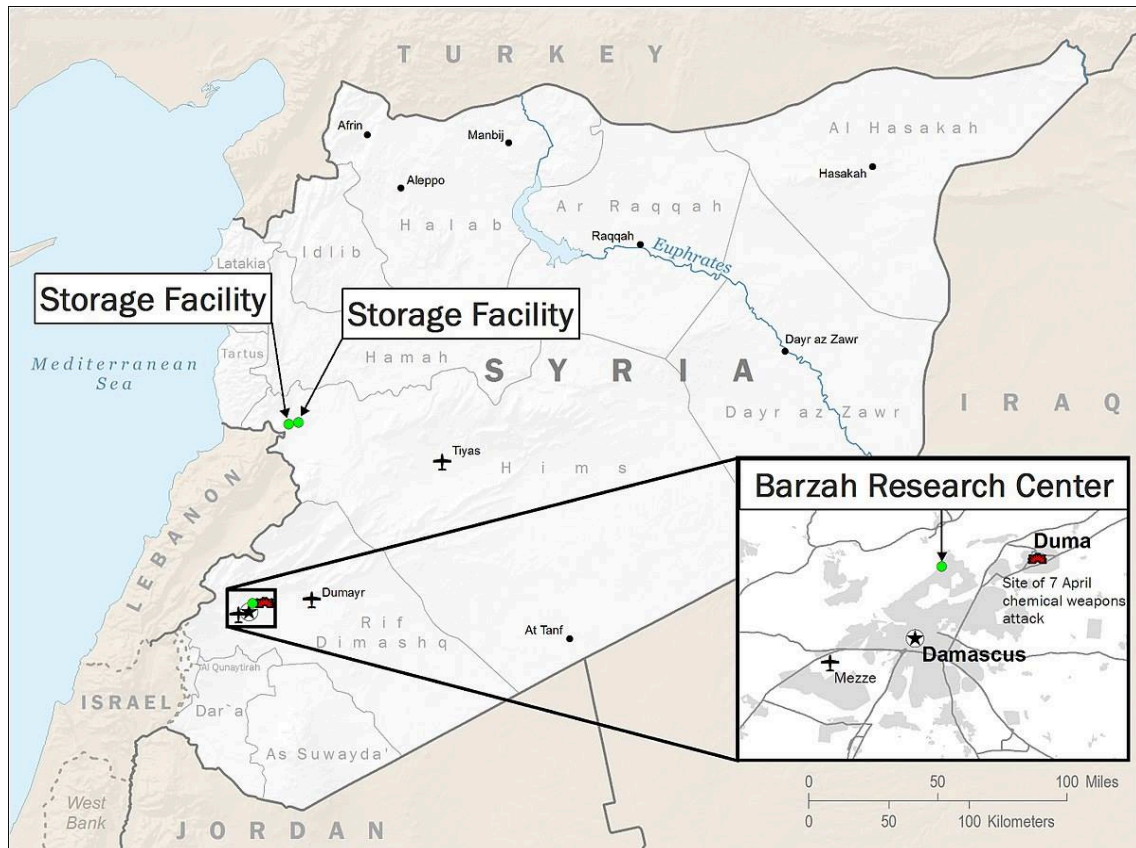 TURKEY
Afrin
Manbij
Al Hasakah
Hasakah
Aleppo
Ar Raqqah
Halab
Raqqah
Euphrates
Idlib
Latakia
Storage Facility
Storage Facility
Mediterranean
Sea
Tartus
Hamah
Dayr az Zawr
SYRIA
Dayr az Zawr
IRAQ
Tiyas
Hims
LEBANON
Barzah Research Center
Duma
Site of 7 April
chemical weapons
attack
Damascus
Mezze
Dumayr
Rif
Dimashq
At Tanf
Al Qunaytirah
ISRAEL
Dar`a
As Suwayda'
West
Bank
JORDAN
0 50 100 Miles
0 50 100 Kilometers